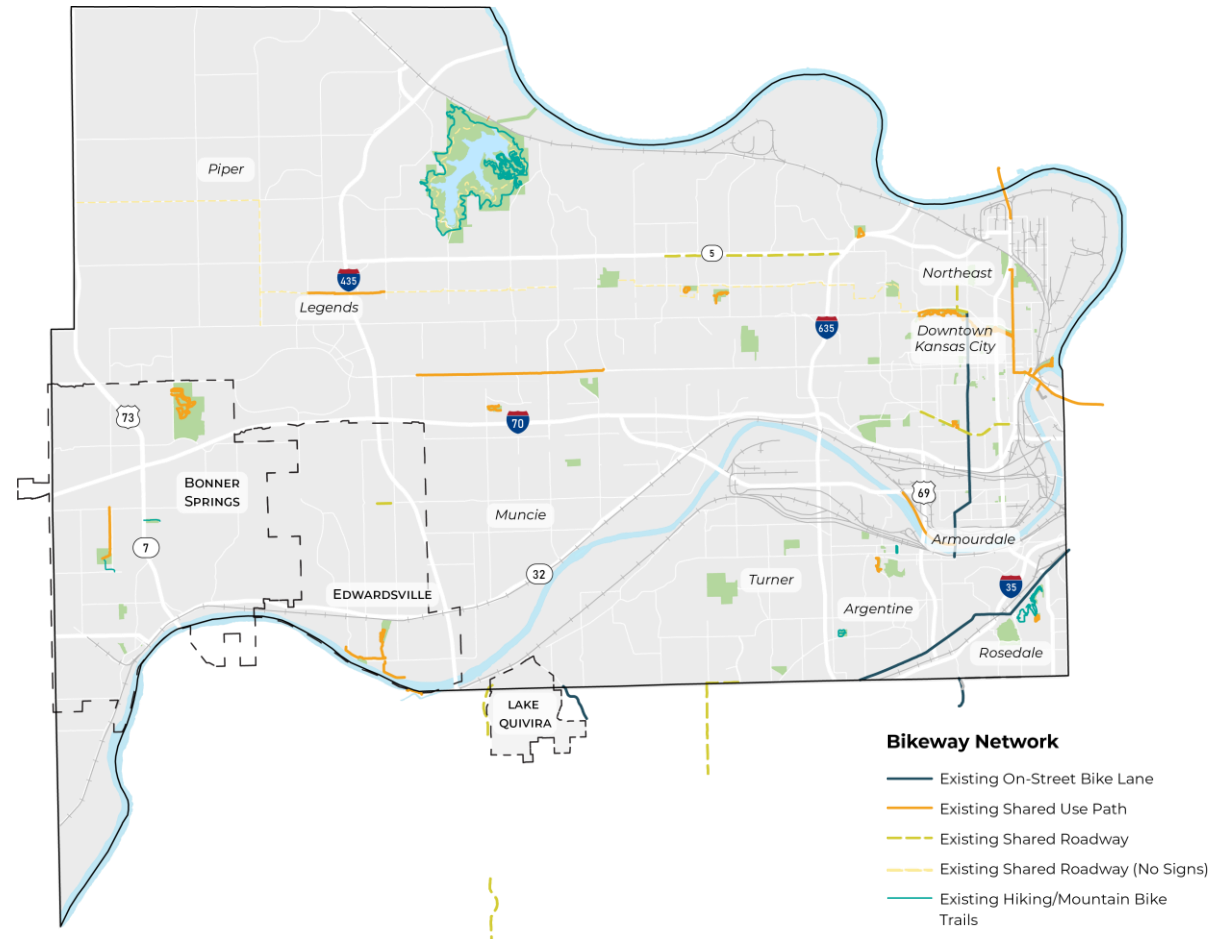 Piper
5
435
Northeast
Legends
635
Downtown
Kansas City
73
70
BONNER
SPRINGS
69
Muncie
7
Armourdale
32
Turner
35
EDWARDSVILLE
Argentine
Rosedale
LAKE
QUIVIRA
Bikeway Network
Existing On-Street Bike Lane
Existing Shared Use Path
Existing Shared Roadway
Existing Shared Roadway (No Signs)
Existing Hiking/Mountain Bike
Trails